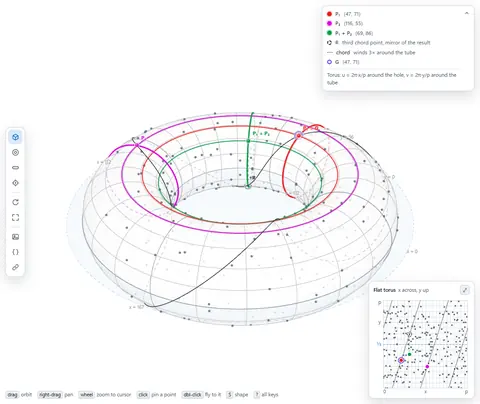 P₁ (47, 71)
P₂ (116, 55)
P₁ + P₂ (69, 86)
R third chord point, mirror of the result
chord winds 3× around the tube
G (47, 71)
Torus: u = 2π·x/p around the hole, v = 2π·y/p around the
tube
P₁ + P₂
Flat torus x across, y up
P
y
½
0
x
p
drag orbit right-drag pan wheel zoom to cursor click pin a point dbl-click fly to it S shape ? all keys